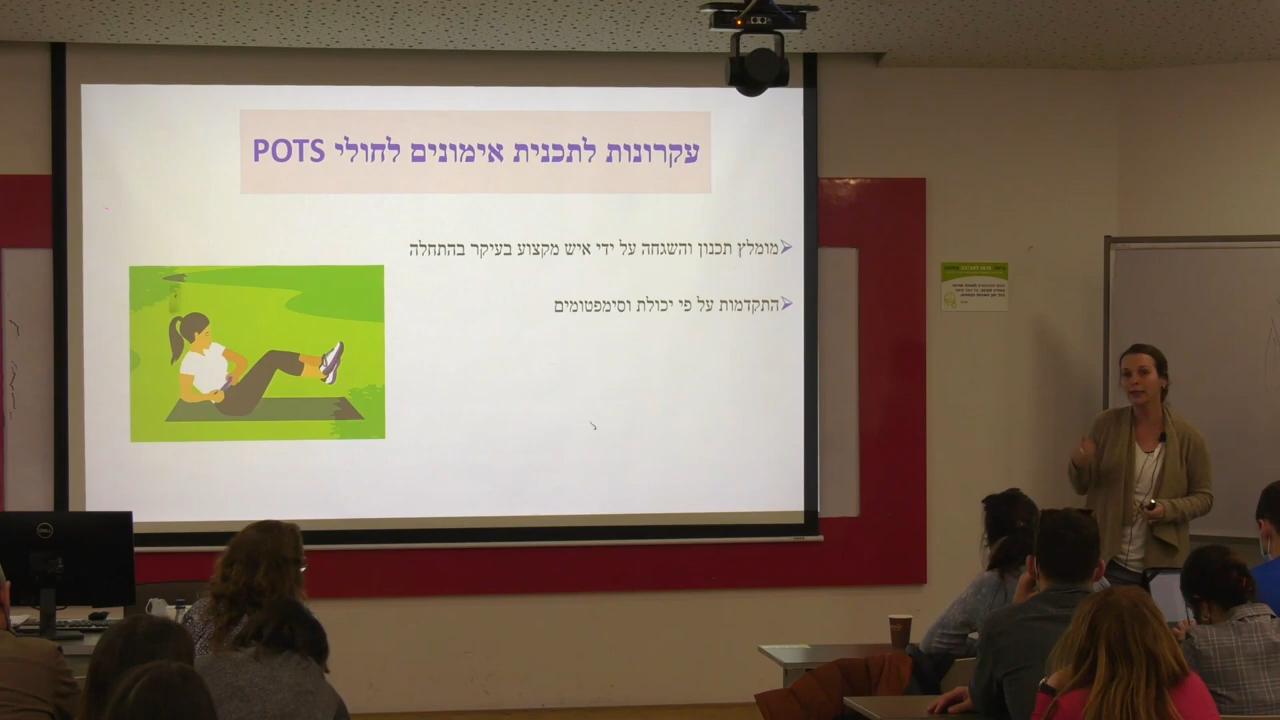 עקרונות לתכנית אימונים לחולי POTS
מומלץ תכנון והשגחה על ידי איש מקצוע בעיקר בהתחלה
התקדמות על פי יכולת וסימפטומים
DELL